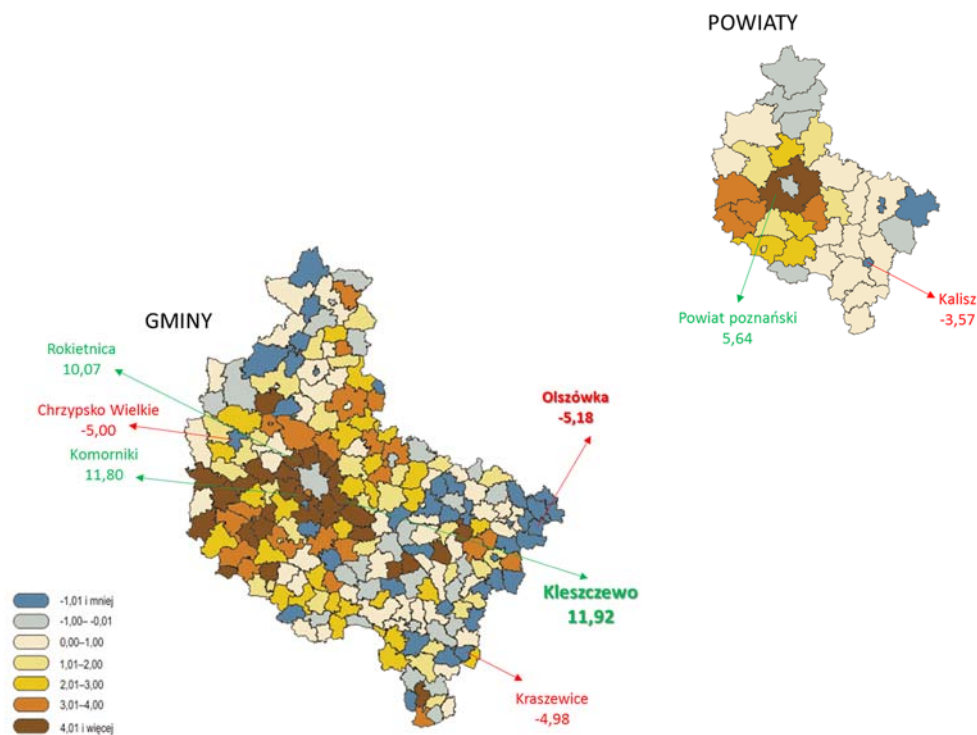 POWIATY
Kalisz
-3,57
Powiat poznański
5,64
GMINY
Rokietnica
10,07
Chrzypsko Wielkie
-5,00
Komorniki
11,80
Olszówka
-5,18
Kleszczewo
11,92
Kraszewice
-4,98
-1,01 i mniej
-1,00– -0,01
0,00–1,00
1,01–2,00
2,01–3,00
3,01–4,00
4,01 i więcej